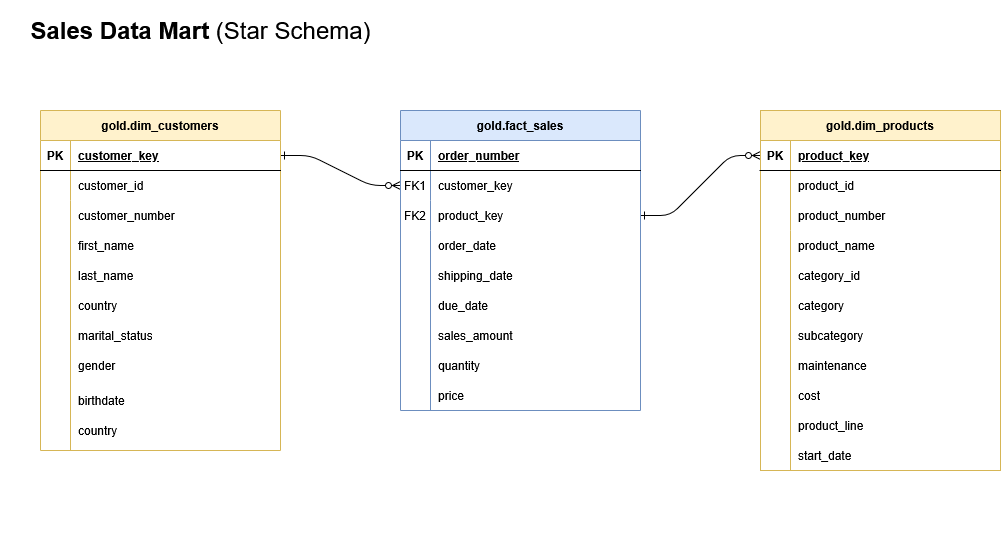 Sales Data Mart (Star Schema)
gold.dim_customers
PK customer_key
customer_id
customer_number
first_name
last_name
country
marital_status
gender
birthdate
country
gold.fact_sales
PK order_number
FK1 customer_key
FK2 product_key
order_date
shipping_date
due_date
sales_amount
quantity
price
gold.dim_products
PK product_key
product_id
product_number
product_name
category_id
category
subcategory
maintenance
cost
product_line
start_date